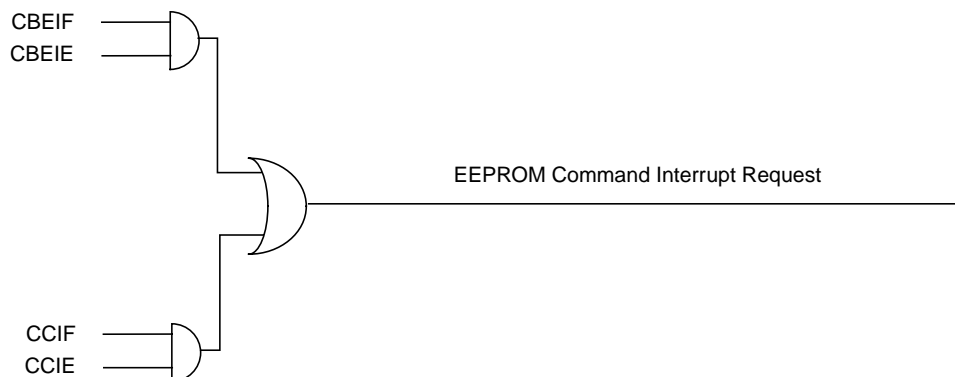 CBEIF
CBEIE
EEPROM Command Interrupt Request
CCIF
CCIE